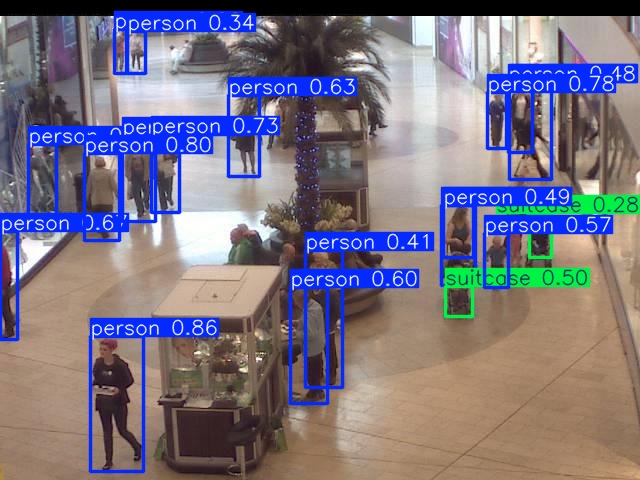 person 0.34
person 0.48
person 0.63
person 0.78
person 0.73
person 0.80
person 0.49
suitcase 0.28
person 0.67
person 0.57
person 0.41
person 0.60
suitcase 0.50
person 0.86